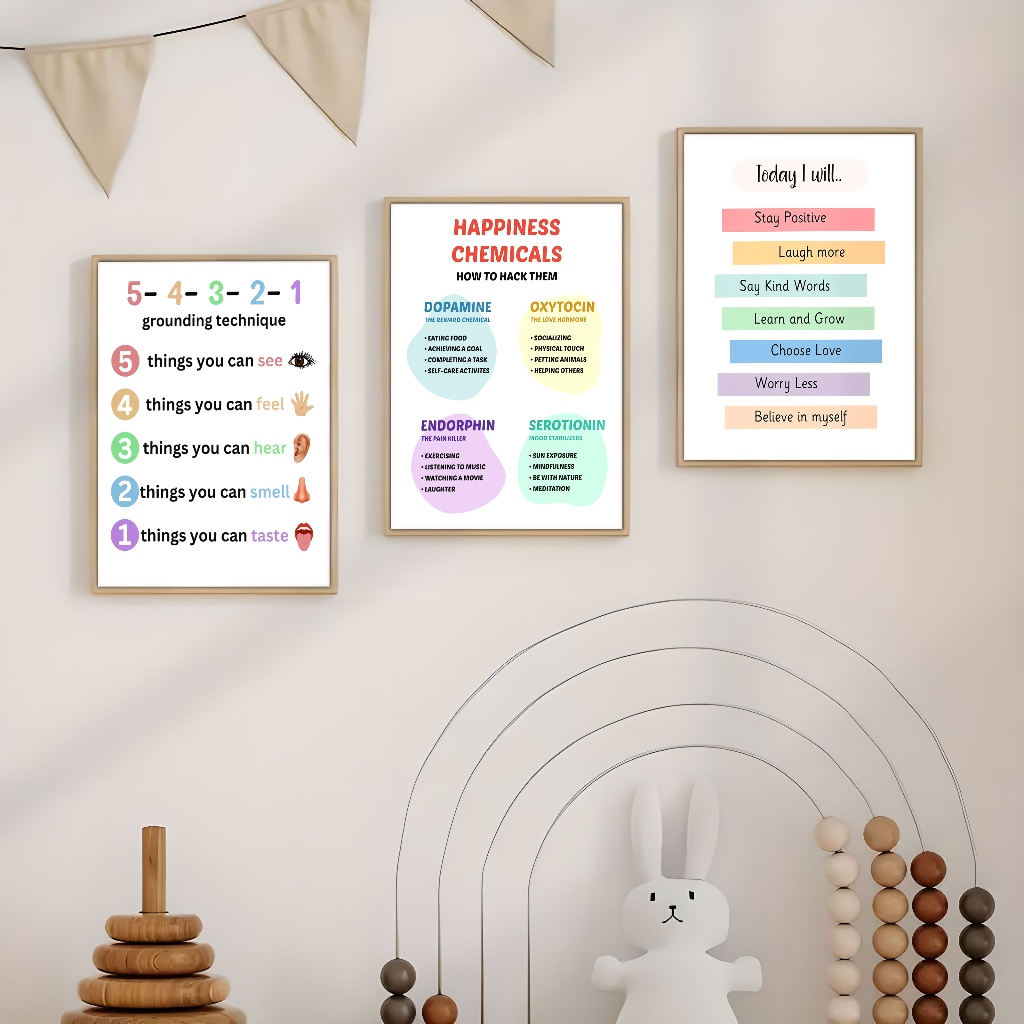 5- 4- 3- 2- 1
grounding technique
5 things you can see
4 things you can feel
3 things you can hear
2 things you can smell
1 things you can taste
HAPPINESS
CHEMICALS
HOW TO HACK THEM
DOPAMINE
THE REWARD CHEMICAL
• EATING FOOD
• ACHIEVING A GOAL
• COMPLETING A TASK
• SELF-CARE ACTIVITES
OXYTOCIN
THE LOVE HORMONE
• SOCIALIZING
• PHYSICAL TOUCH
• PETTING ANIMALS
• HELPING OTHERS
ENDORPHIN
THE PAIN KILLER
• EXERCISING
• LISTENING TO MUSIC
• WATCHING A MOVIE
• LAUGHTER
SEROTIONIN
MOOD STABILIZERS
• SUN EXPOSURE
• MINDFULNESS
• BE WITH NATURE
• MEDITATION
Today I will..
Stay Positive
Laugh more
Say Kind Words
Learn and Grow
Choose Love
Worry Less
Believe in myself